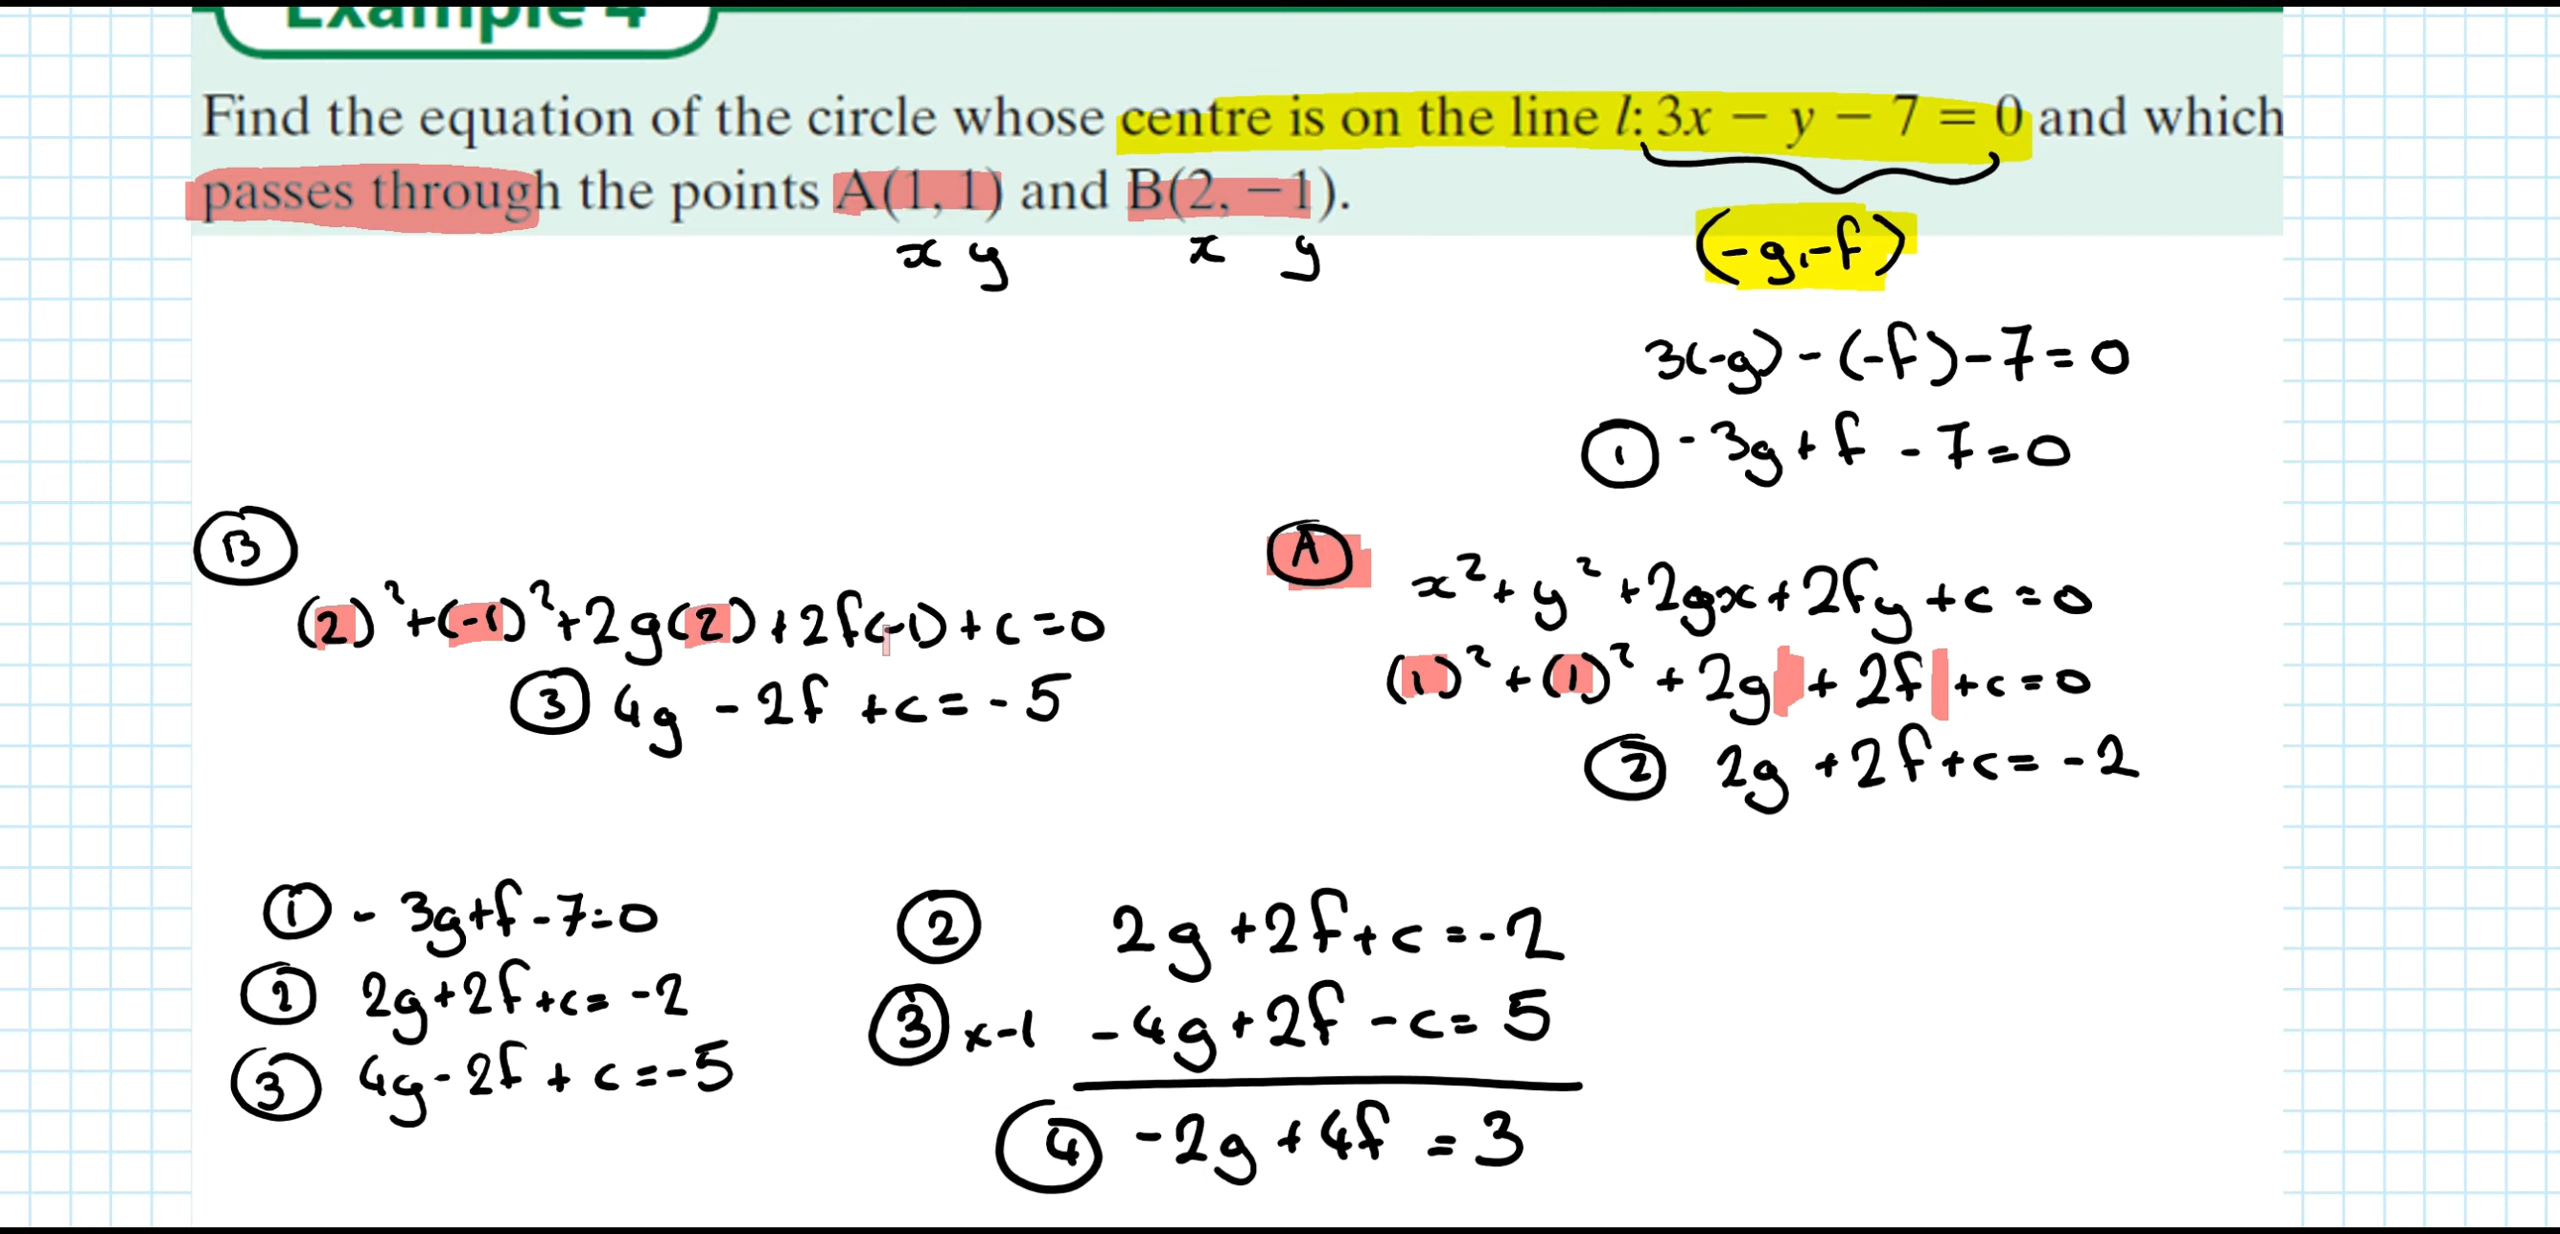 Example 4
Find the equation of the circle whose centre is on the line l: 3x − y − 7 = 0 and which
passes through the points A(1, 1) and B(2, −1).
x y x y
(-g,-f)
3(-g) - (-f) - 7 = 0
① -3g + f - 7 = 0
Ⓑ
(2)² + (-1)² + 2g(2) + 2f(-1) + c = 0
③ 4g - 2f + c = -5
Ⓐ
x² + y² + 2gx + 2fy + c = 0
(1)² + (1)² + 2g + 2f + c = 0
② 2g + 2f + c = -2
① -3g + f - 7 = 0
② 2g + 2f + c = -2
③ 4g - 2f + c = -5
② 2g + 2f + c = -2
③ x-1 -4g + 2f - c = 5
④ -2g + 4f = 3